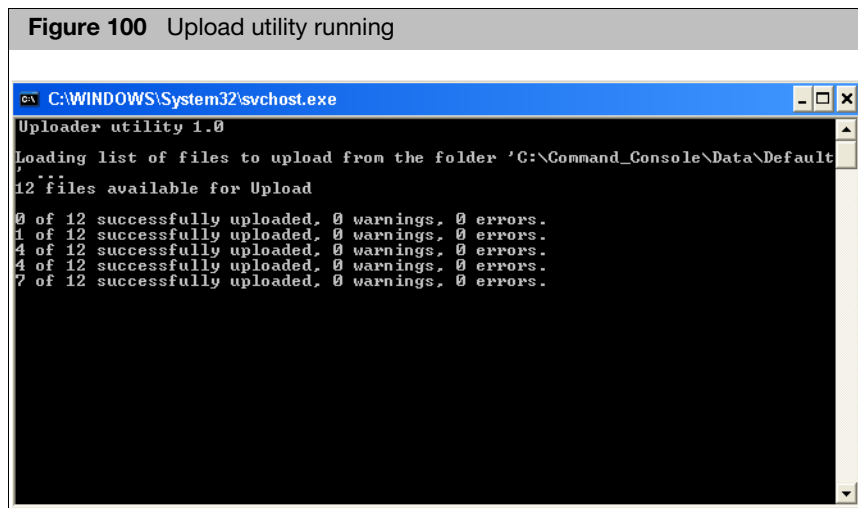 Figure 100 Upload utility running
C:\WINDOWS\System32\svchost.exe
Uploader utility 1.0
Loading list of files to upload from the folder 'C:\Command_Console\Data\Default
' ...
12 files available for Upload
0 of 12 successfully uploaded, 0 warnings, 0 errors.
1 of 12 successfully uploaded, 0 warnings, 0 errors.
4 of 12 successfully uploaded, 0 warnings, 0 errors.
4 of 12 successfully uploaded, 0 warnings, 0 errors.
7 of 12 successfully uploaded, 0 warnings, 0 errors.